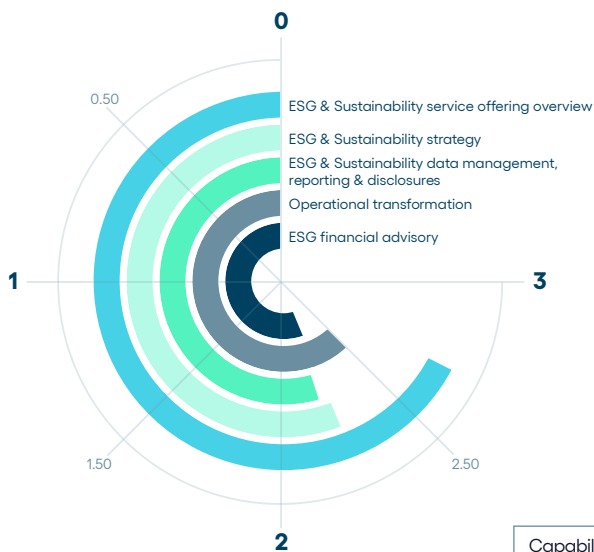 0
0.50
ESG & Sustainability service offering overview
ESG & Sustainability strategy
ESG & Sustainability data management,
reporting & disclosures
Operational transformation
ESG financial advisory
1
3
1.50
2.50
2
Capabil